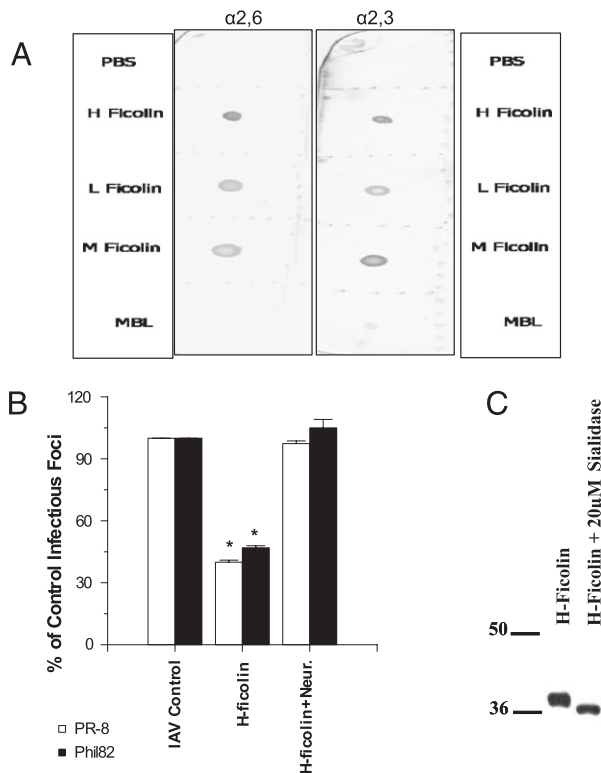 A
α2,6
α2,3
PBS
H Ficolin
L Ficolin
M Ficolin
MBL
PBS
H Ficolin
L Ficolin
M Ficolin
MBL
B
% of Control Infectious Foci
120
90
60
30
0
* *
IAV Control
H-ficolin
H-ficolin+Neur.
PR-8
Phil82
C
H-Ficolin
H-Ficolin + 20µM Sialidase
50
36